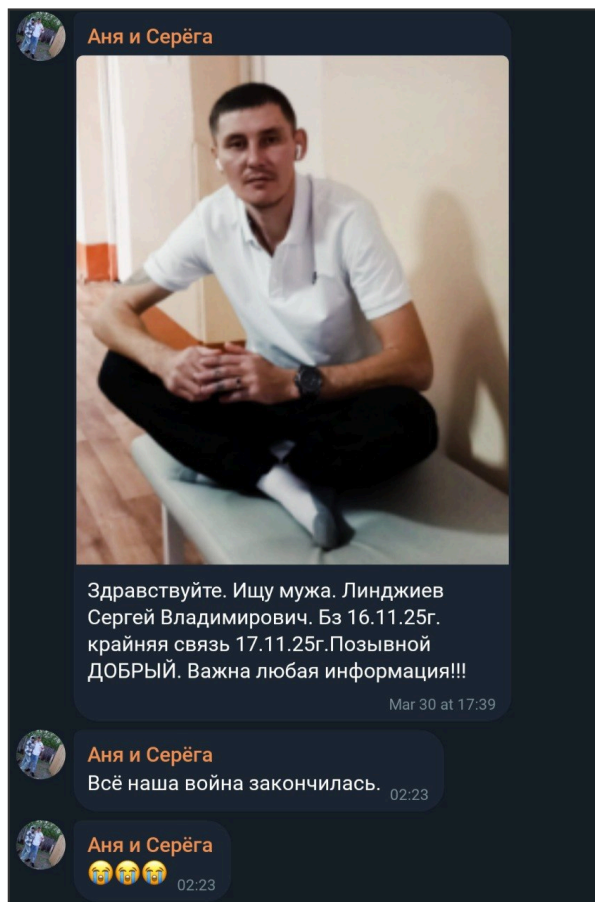 Аня и Серёга
Здравствуйте. Ищу мужа. Линджиев
Сергей Владимирович. Бз 16.11.25г.
крайняя связь 17.11.25г.Позывной
ДОБРЫЙ. Важна любая информация!!!
Mar 30 at 17:39
Аня и Серёга
Всё наша война закончилась. 02:23
Аня и Серёга
😭😭😭 02:23